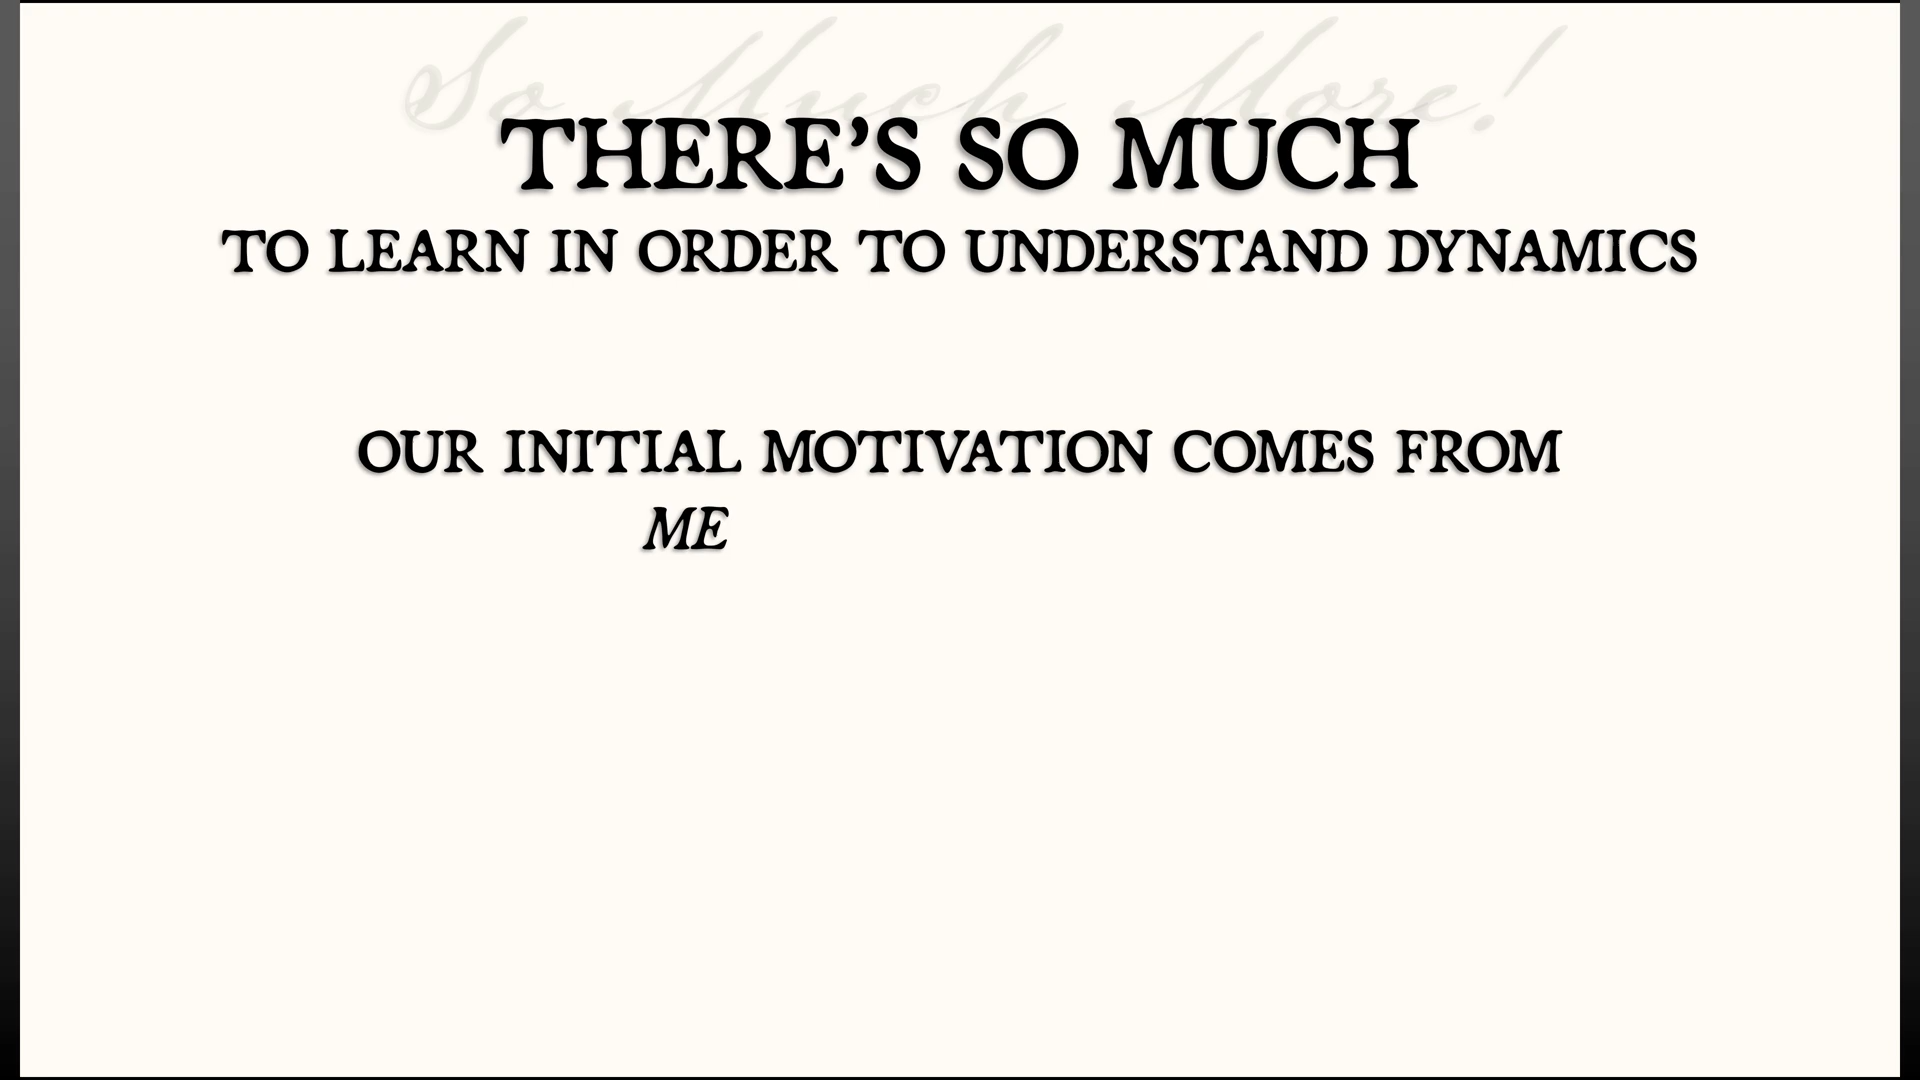 So Much More!
THERE’S SO MUCH
TO LEARN IN ORDER TO UNDERSTAND DYNAMICS
OUR INITIAL MOTIVATION COMES FROM
ME